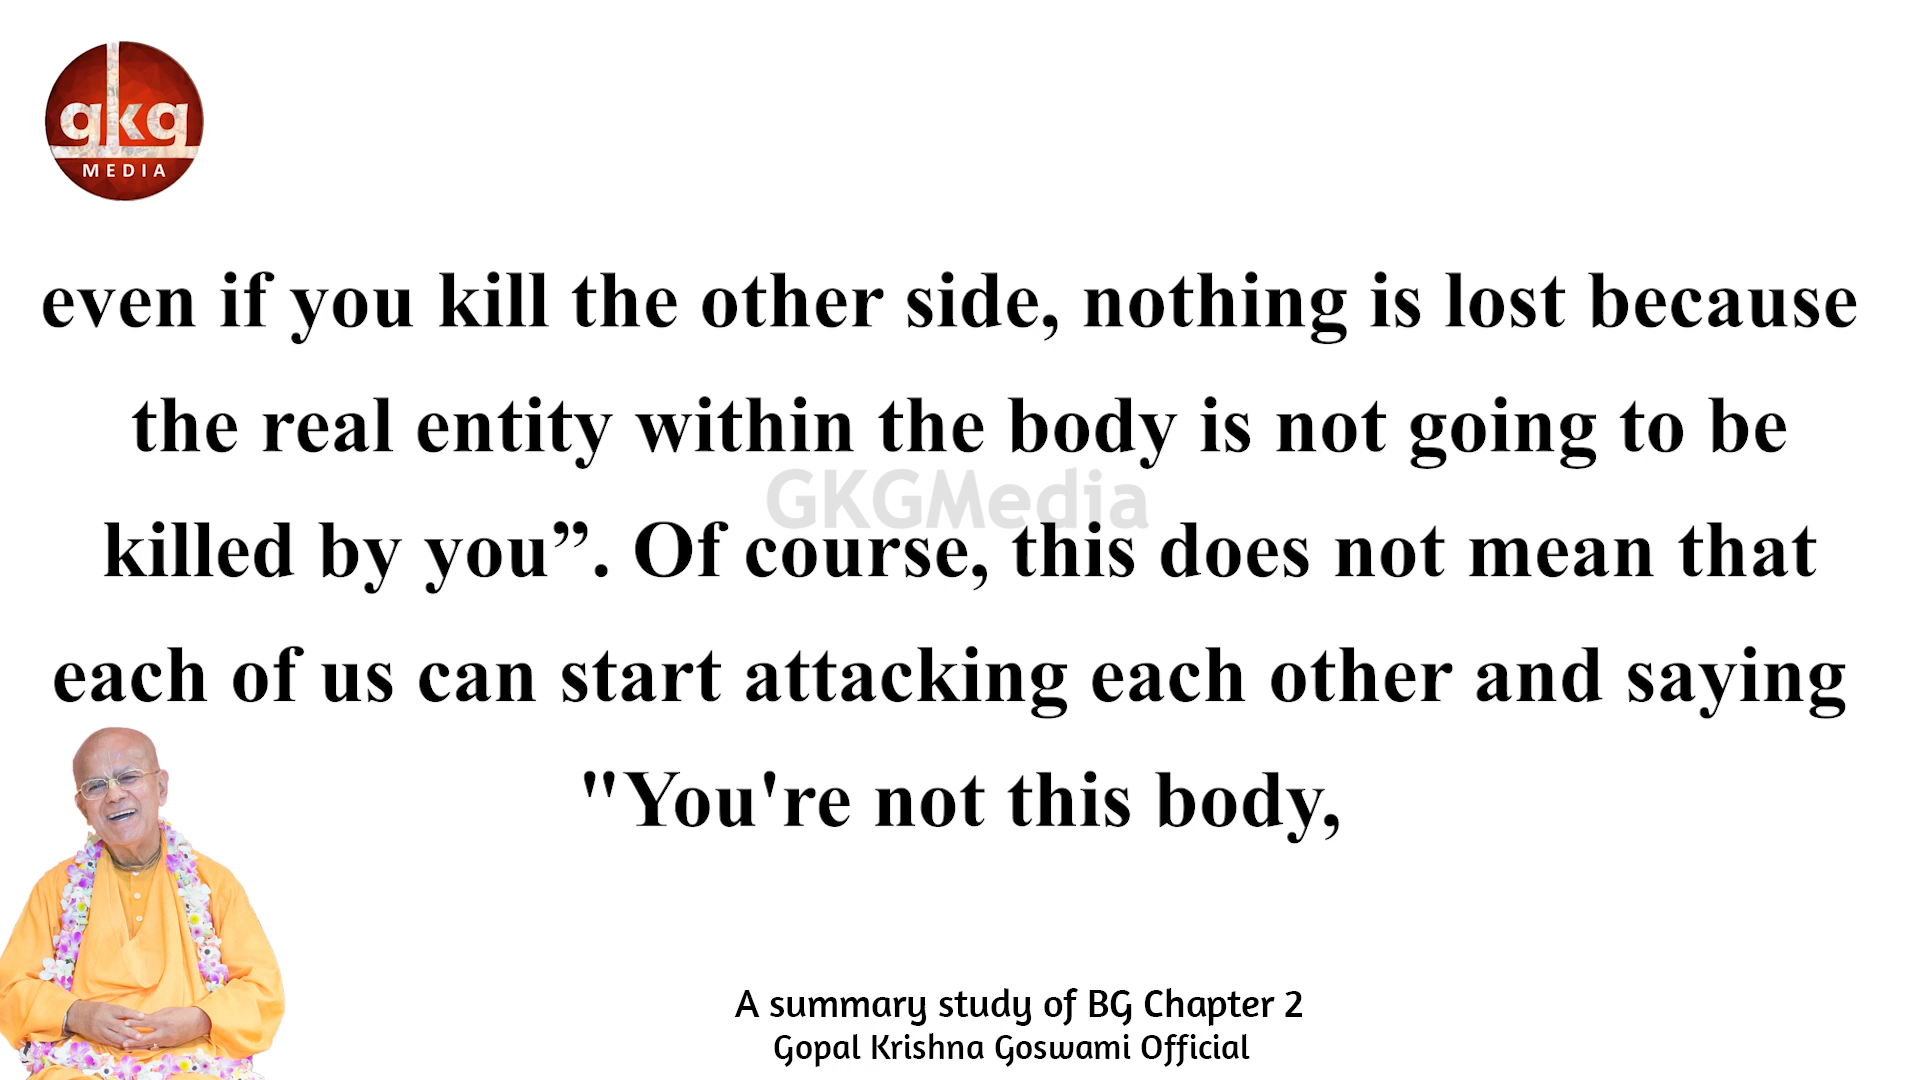 gkg
MEDIA
even if you kill the other side, nothing is lost because
the real entity within the body is not going to be
GKGMedia
killed by you”. Of course, this does not mean that
each of us can start attacking each other and saying
"You're not this body,
A summary study of BG Chapter 2
Gopal Krishna Goswami Official